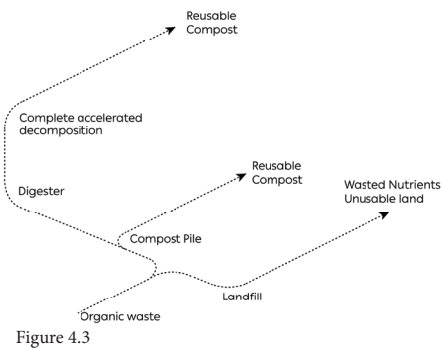 Reusable
Compost
Complete accelerated
decomposition
Reusable
Compost
Wasted Nutrients
Unusable land
Digester
Compost Pile
Landfill
Organic waste
Figure 4.3